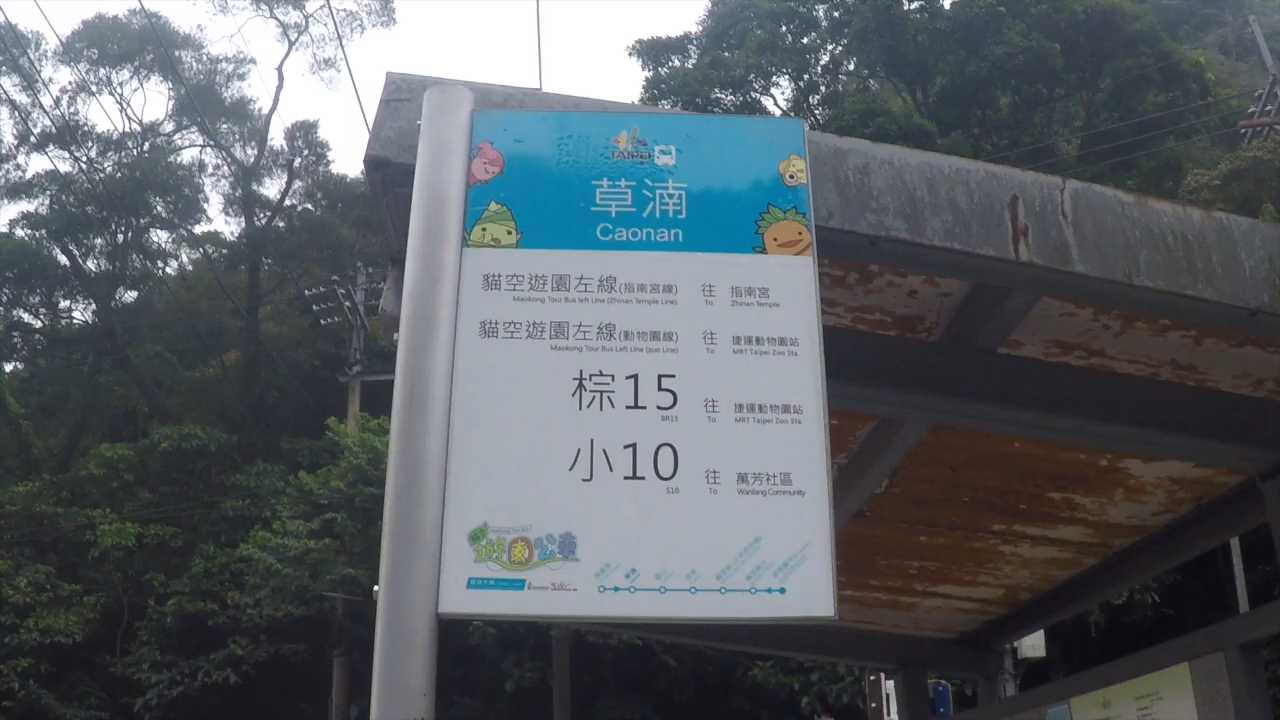 TAIPEI
草湳
Caonan
貓空遊園左線(指南宮線) 往 指南宮
Maokong Tour Bus left Line (Zhinan Temple Line) To Zhinan Temple
貓空遊園左線(動物園線) 往 捷運動物園站
Maokong Tour Bus Left Line (zoo Line) To MRT Taipei Zoo Sta.
棕15 往 捷運動物園站
BR15 To MRT Taipei Zoo Sta.
小10 往 萬芳社區
S10 To Wanfang Community
遊園公車